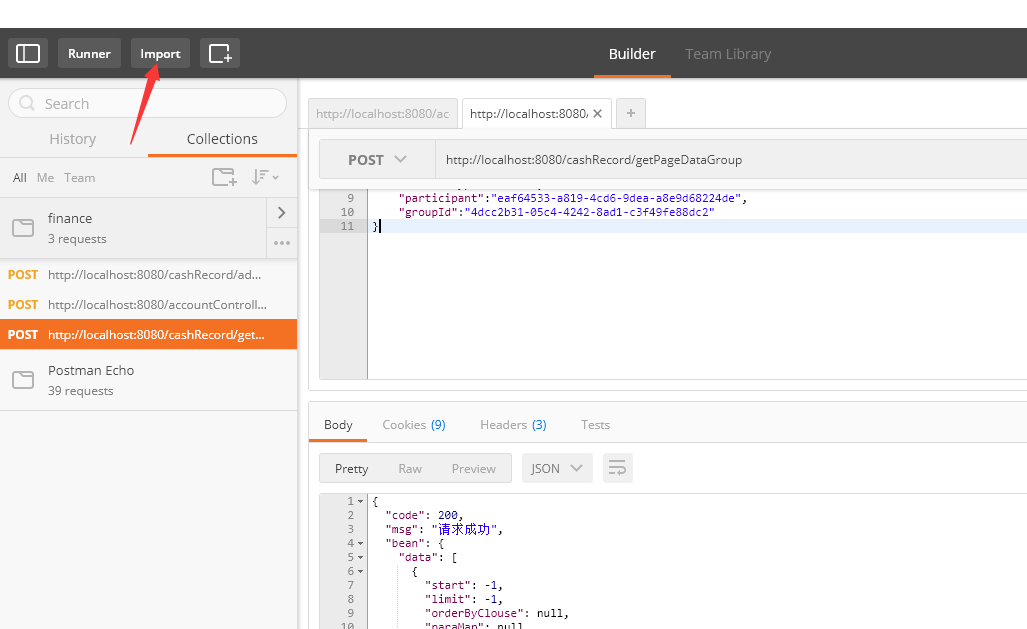 Runner Import Builder Team Library
Search
History Collections
All Me Team
finance
3 requests
POST http://localhost:8080/cashRecord/ad...
POST http://localhost:8080/accountControll...
POST http://localhost:8080/cashRecord/get...
Postman Echo
39 requests
http://localhost:8080/ac http://localhost:8080/ +
POST http://localhost:8080/cashRecord/getPageDataGroup
9 "participant":"eaf64533-a819-4cd6-9dea-a8e9d68224de",
10 "groupId":"4dcc2b31-05c4-4242-8ad1-c3f49fe88dc2"
11 }
Body Cookies (9) Headers (3) Tests
Pretty Raw Preview JSON
1 {
2 "code": 200,
3 "msg": "请求成功",
4 "bean": {
5 "data": [
6 {
7 "start": -1,
8 "limit": -1,
9 "orderByClouse": null,
10 "paraMap": null,